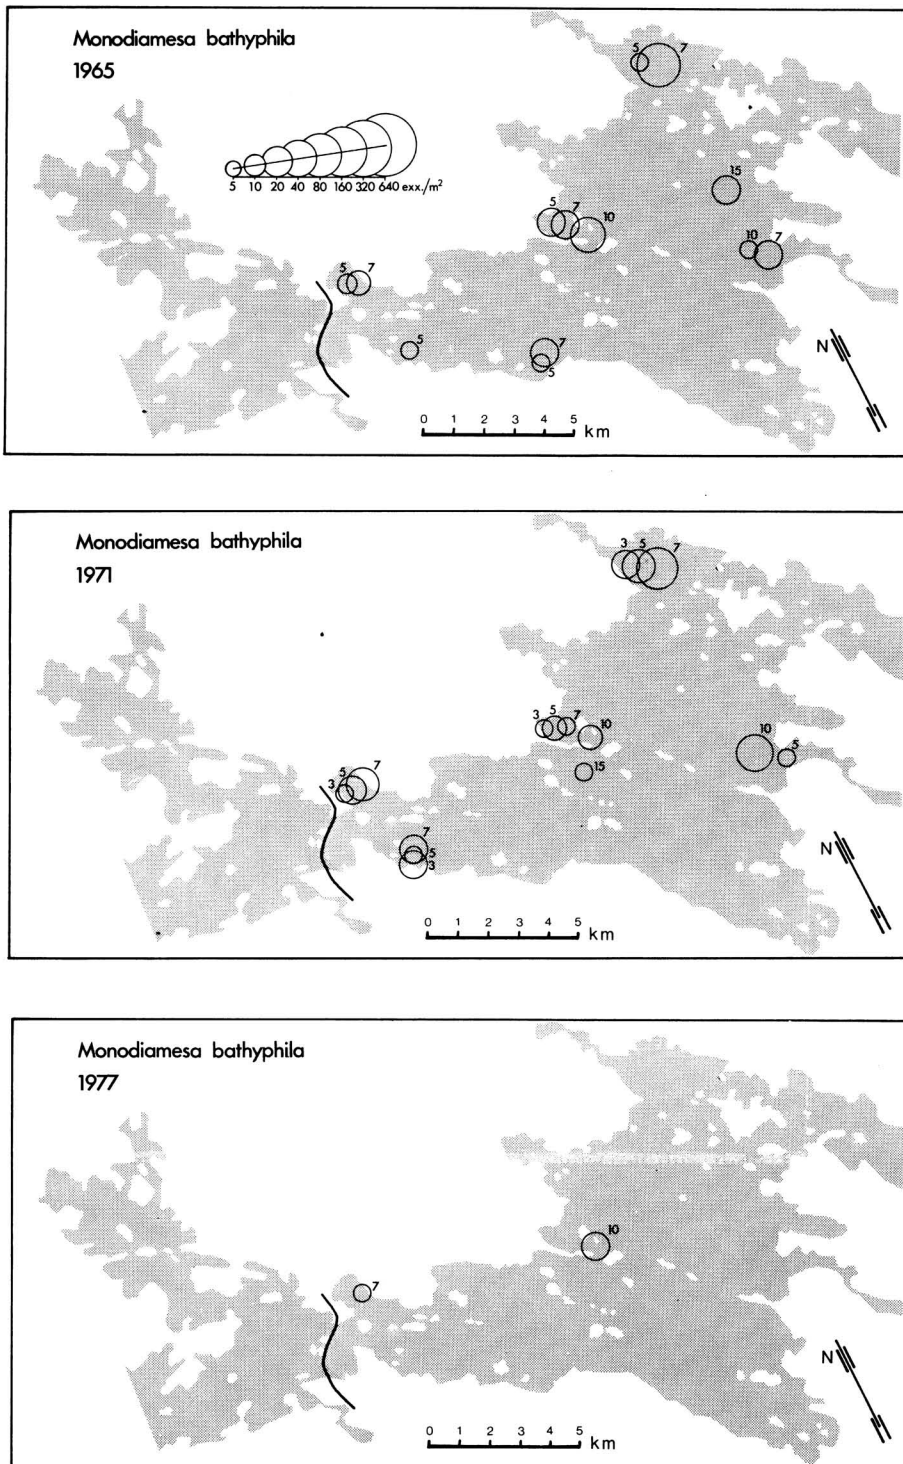 Monodiamesa bathyphila
1965
5 7
5 10 20 40 80 160 320 640 exx./m²
15
5 7 10
10 7
5 7
5
7
5
N
0 1 2 3 4 5 km
Monodiamesa bathyphila
1971
3 5 7
3 5 7 10
10 5
15
3 5 7
7
5
3
N
0 1 2 3 4 5 km
Monodiamesa bathyphila
1977
10
7
N
0 1 2 3 4 5 km